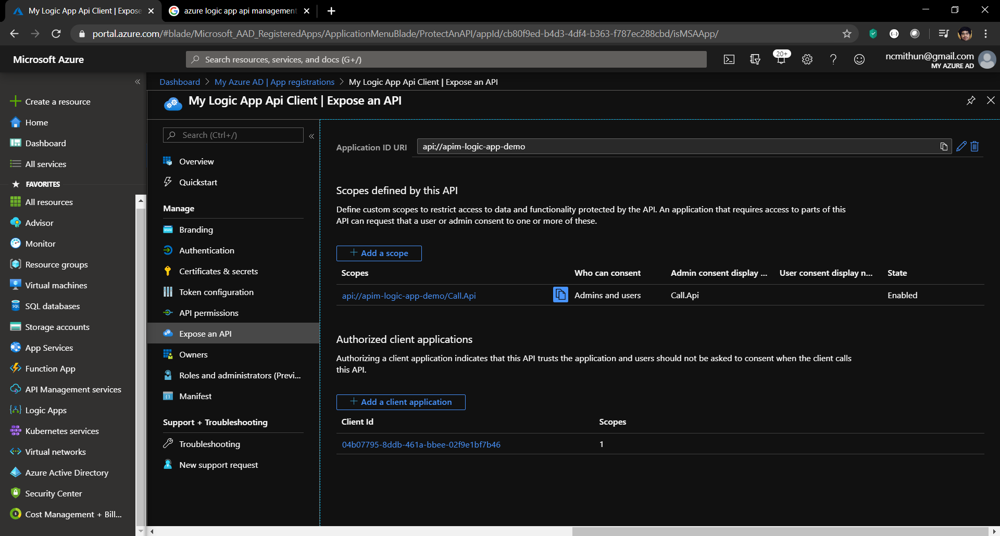 My Logic App Api Client | Expose
azure logic app api management
portal.azure.com/#blade/Microsoft_AAD_RegisteredApps/ApplicationMenuBlade/ProtectAnAPI/appId/cb80f9ed-b4d3-4df4-b363-f787ec288cbd/isMSAApp/
Microsoft Azure
Search resources, services, and docs (G+/)
20+
ncmithun@gmail.com
MY AZURE AD
Dashboard > My Azure AD | App registrations > My Logic App Api Client | Expose an API
My Logic App Api Client | Expose an API
Create a resource
Home
Dashboard
All services
FAVORITES
All resources
Advisor
Monitor
Resource groups
Virtual machines
SQL databases
Storage accounts
App Services
Function App
API Management services
Logic Apps
Kubernetes services
Virtual networks
Azure Active Directory
Security Center
Cost Management + Bill...
Search (Ctrl+/)
Overview
Quickstart
Manage
Branding
Authentication
Certificates & secrets
Token configuration
API permissions
Expose an API
Owners
Roles and administrators (Previ...
Manifest
Support + Troubleshooting
Troubleshooting
New support request
Application ID URI
api://apim-logic-app-demo
Scopes defined by this API
Define custom scopes to restrict access to data and functionality protected by the API. An application that requires access to parts of this
API can request that a user or admin consent to one or more of these.
+ Add a scope
Scopes Who can consent Admin consent display ... User consent display n... State
api://apim-logic-app-demo/Call.Api Admins and users Call.Api Enabled
Authorized client applications
Authorizing a client application indicates that this API trusts the application and users should not be asked to consent when the client calls
this API.
+ Add a client application
Client Id Scopes
04b07795-8ddb-461a-bbee-02f9e1bf7b46 1